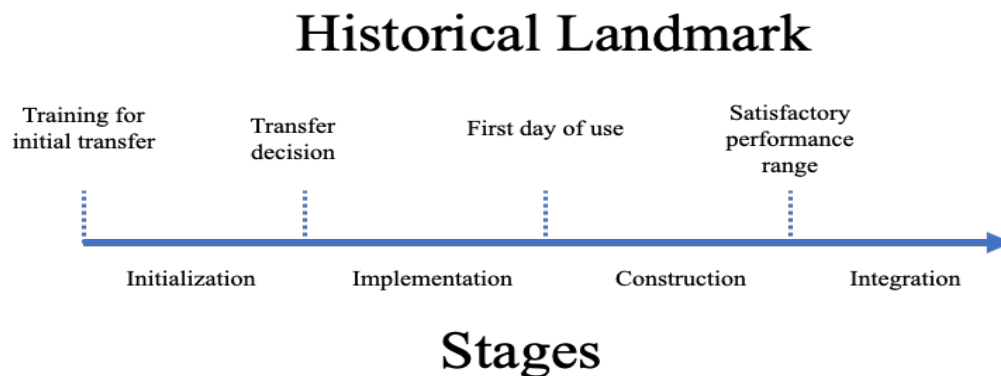 Historical Landmark
Training for
initial transfer
Transfer
decision
First day of use
Satisfactory
performance
range
Initialization
Implementation
Construction
Integration
Stages